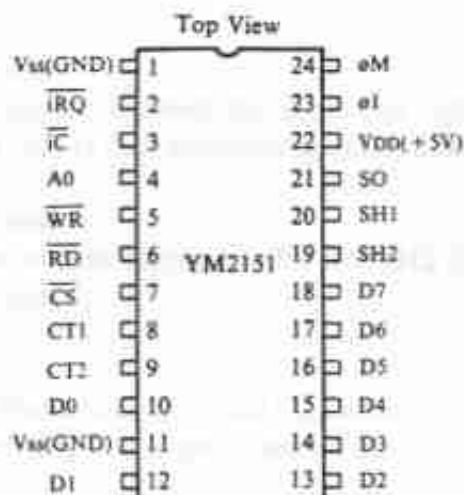 Top View
Vss(GND) 1 24 øM
iRQ 2 23 ø1
iC 3 22 VDD(+5V)
A0 4 21 SO
WR 5 20 SH1
RD 6 19 SH2
YM2151
CS 7 18 D7
CT1 8 17 D6
CT2 9 16 D5
D0 10 15 D4
Vss(GND) 11 14 D3
D1 12 13 D2